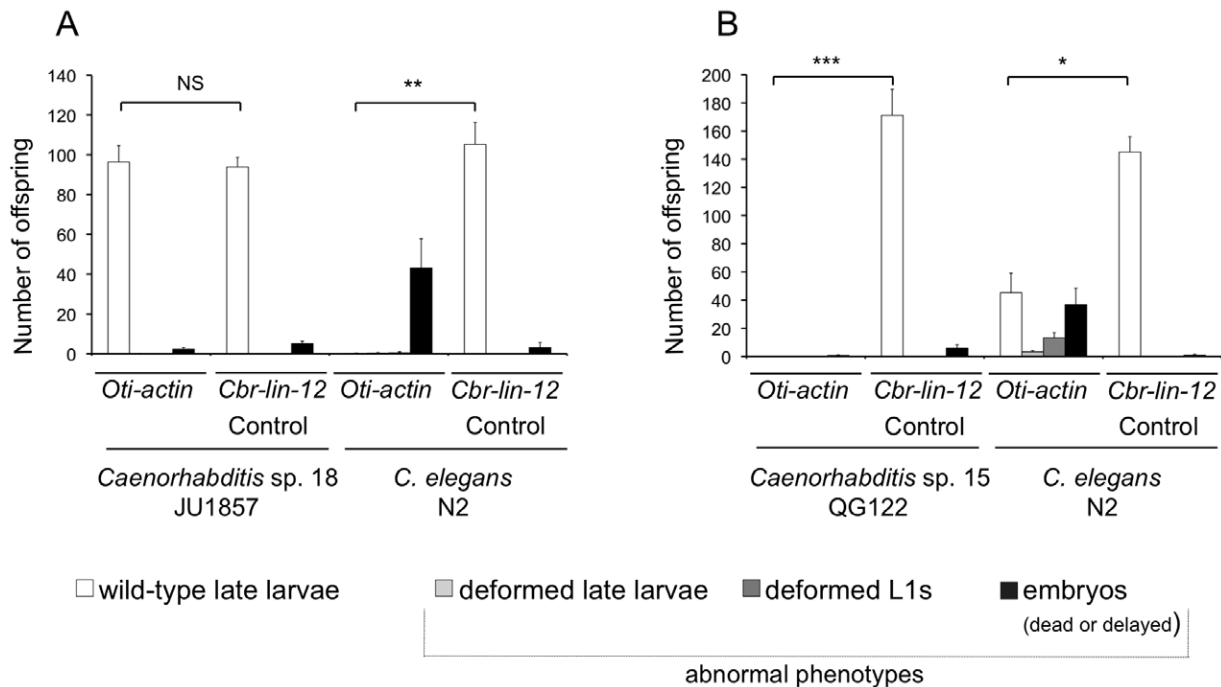 A
Number of offspring
140
120
100
80
60
40
20
0
NS
**
Oti-actin
Cbr-lin-12
Control
Oti-actin
Cbr-lin-12
Control
Caenorhabditis sp. 18
JU1857
C. elegans
N2
B
Number of offspring
200
180
160
140
120
100
80
60
40
20
0
***
*
Oti-actin
Cbr-lin-12
Control
Oti-actin
Cbr-lin-12
Control
Caenorhabditis sp. 15
QG122
C. elegans
N2
wild-type late larvae
deformed late larvae
deformed L1s
embryos
(dead or delayed)
abnormal phenotypes